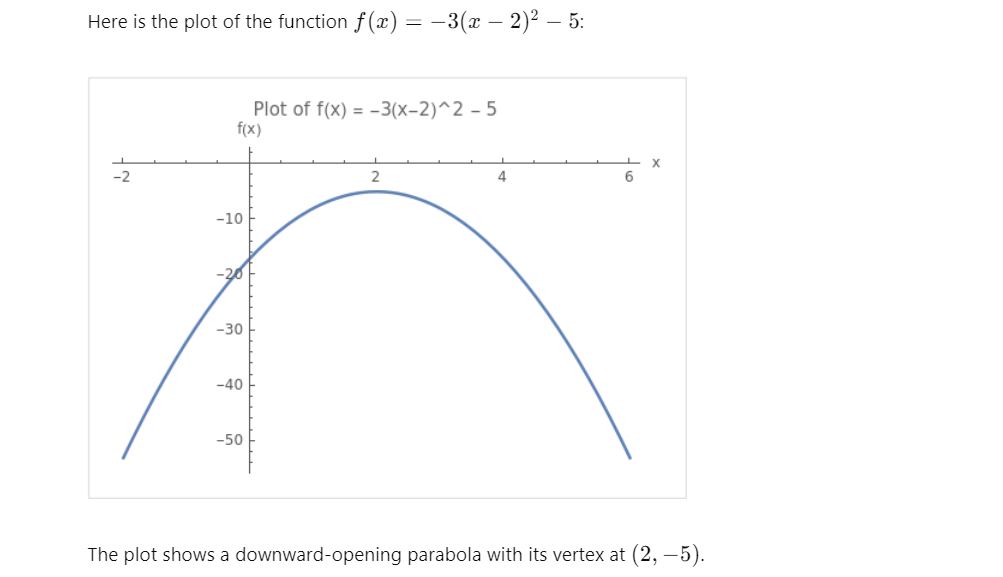 Here is the plot of the function f(x) = −3(x − 2)² − 5:
Plot of f(x) = −3(x−2)^2 − 5
f(x)
x
−2
2
4
6
−10
−20
−30
−40
−50
The plot shows a downward-opening parabola with its vertex at (2, −5).